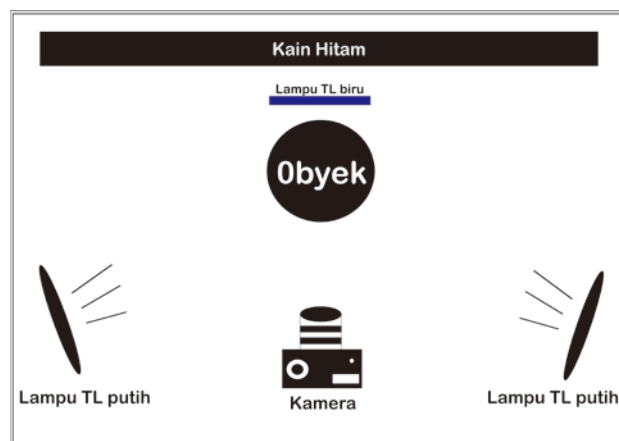 Kain Hitam
Lampu TL biru
0byek
Lampu TL putih
Kamera
Lampu TL putih